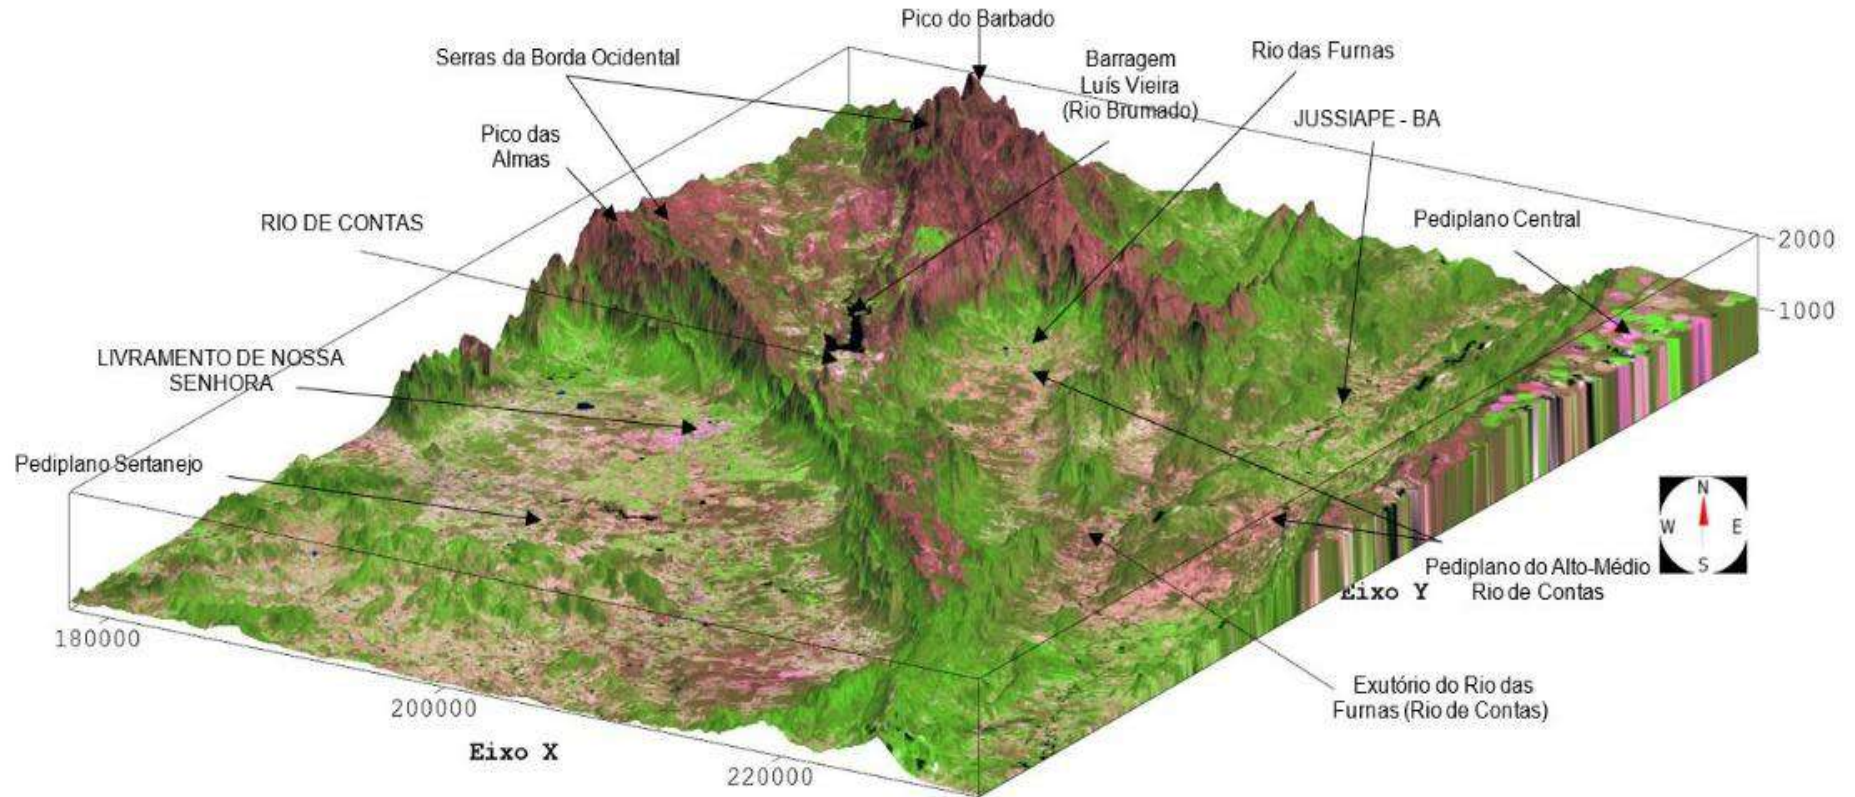 Pico do Barbado
Serras da Borda Ocidental
Barragem
Luís Vieira
(Rio Brumado)
Rio das Furnas
JUSSIAPE - BA
Pico das
Almas
RIO DE CONTAS
Pediplano Central
2000
1000
LIVRAMENTO DE NOSSA
SENHORA
Pediplano Sertanejo
N
W E
S
Pediplano do Alto-Médio
Rio de Contas
Eixo Y
180000
Exutório do Rio das
Furnas (Rio de Contas)
200000
Eixo X
220000